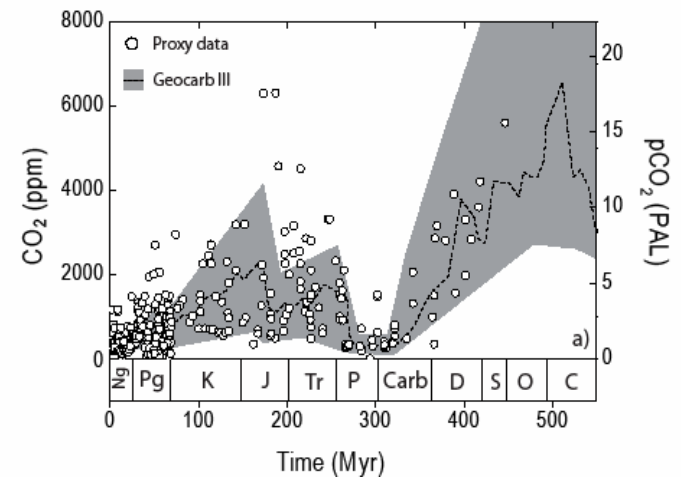 8000
6000
4000
2000
0
CO₂ (ppm)
Proxy data
Geocarb III
20
15
10
5
0
pCO₂ (PAL)
a)
Ng Pg K J Tr P Carb D S O C
0 100 200 300 400 500
Time (Myr)